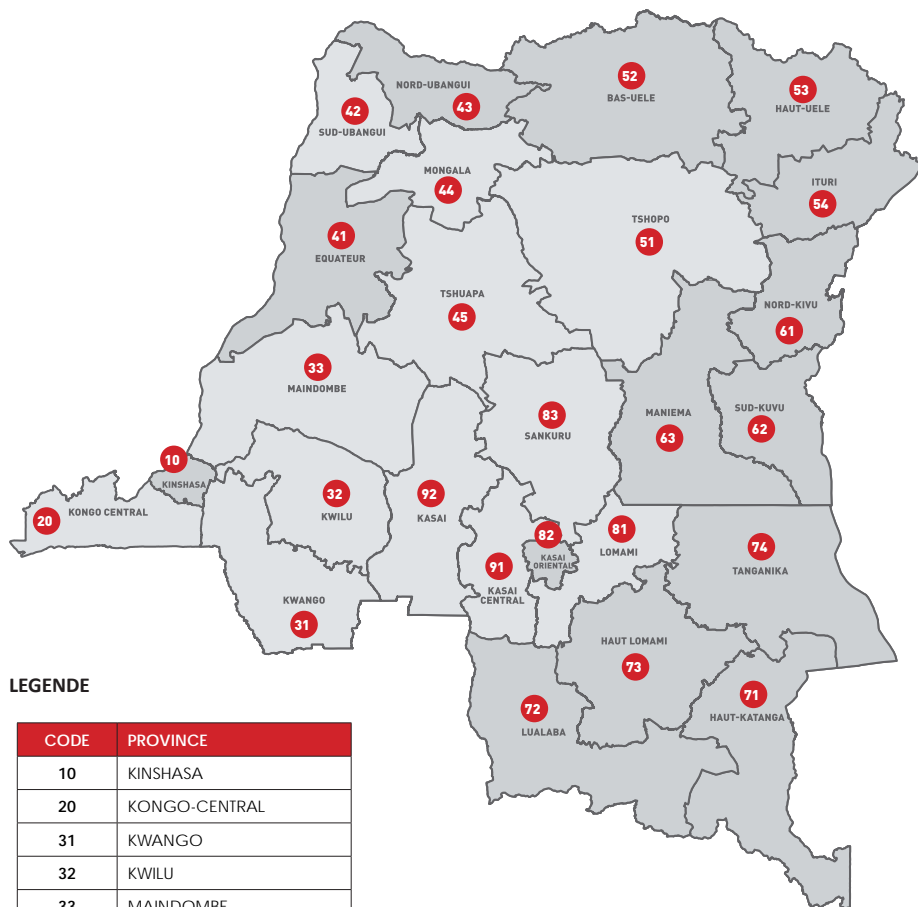 52
BAS-UELE
NORD-UBANGUI
43
53
HAUT-UELE
42
SUD-UBANGUI
MONGALA
44
ITURI
54
TSHOPO
51
41
EQUATEUR
TSHUAPA
45
NORD-KIVU
61
33
MAINDOMBE
83
SANKURU
MANIEMA
63
SUD-KUVU
62
10
KINSHASA
KONGO CENTRAL
20
32
KWILU
92
KASAI
82
KASAI
ORIENTAL
81
LOMAMI
91
KASAI
CENTRAL
74
TANGANIKA
KWANGO
31
HAUT LOMAMI
73
72
LUALABA
71
HAUT-KATANGA
LEGENDE
CODE PROVINCE
10 KINSHASA
20 KONGO-CENTRAL
31 KWANGO
32 KWILU
33 MAINDOMBE